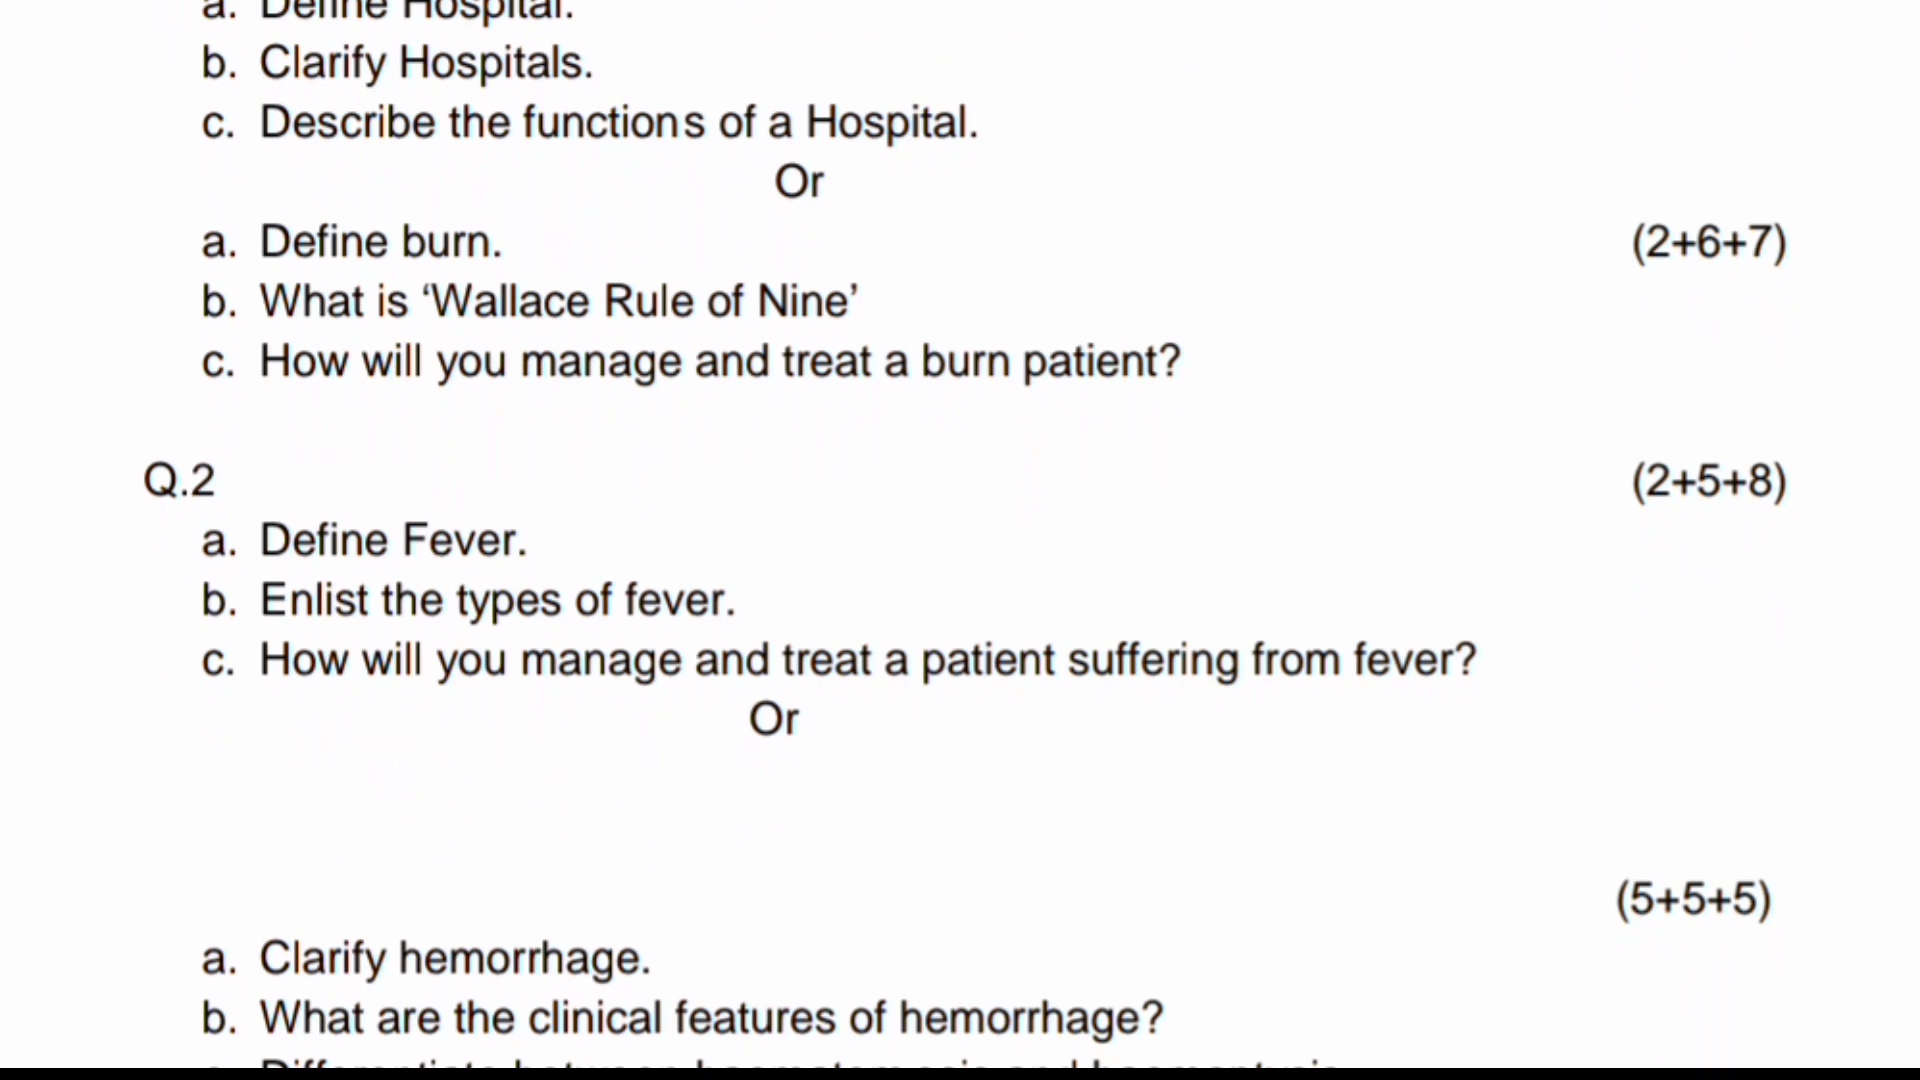 a. Define Hospital.
b. Clarify Hospitals.
c. Describe the functions of a Hospital.
Or
a. Define burn. (2+6+7)
b. What is ‘Wallace Rule of Nine’
c. How will you manage and treat a burn patient?
Q.2 (2+5+8)
a. Define Fever.
b. Enlist the types of fever.
c. How will you manage and treat a patient suffering from fever?
Or
(5+5+5)
a. Clarify hemorrhage.
b. What are the clinical features of hemorrhage?